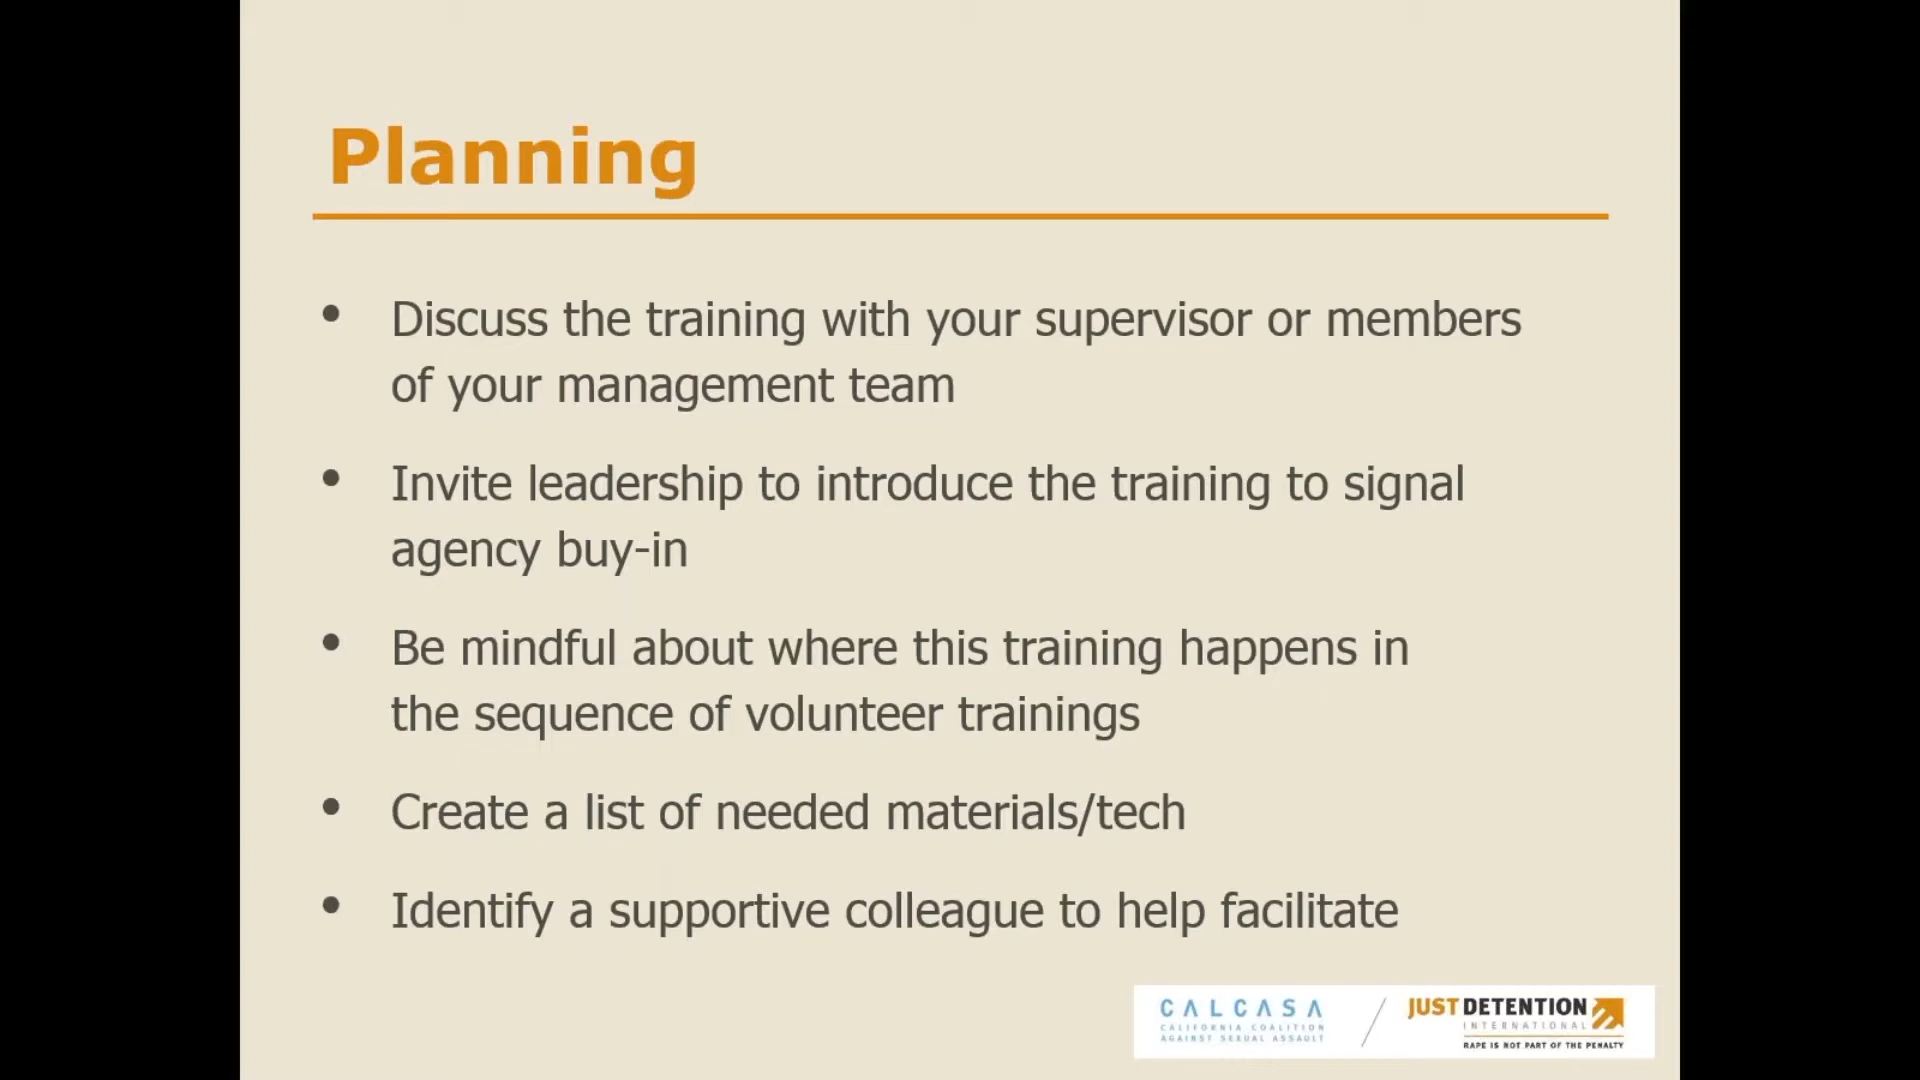 Planning
• Discuss the training with your supervisor or members
of your management team
• Invite leadership to introduce the training to signal
agency buy-in
• Be mindful about where this training happens in
the sequence of volunteer trainings
• Create a list of needed materials/tech
• Identify a supportive colleague to help facilitate
CALCASA
CALIFORNIA COALITION
AGAINST SEXUAL ASSAULT
JUST DETENTION
INTERNATIONAL
RAPE IS NOT PART OF THE PENALTY